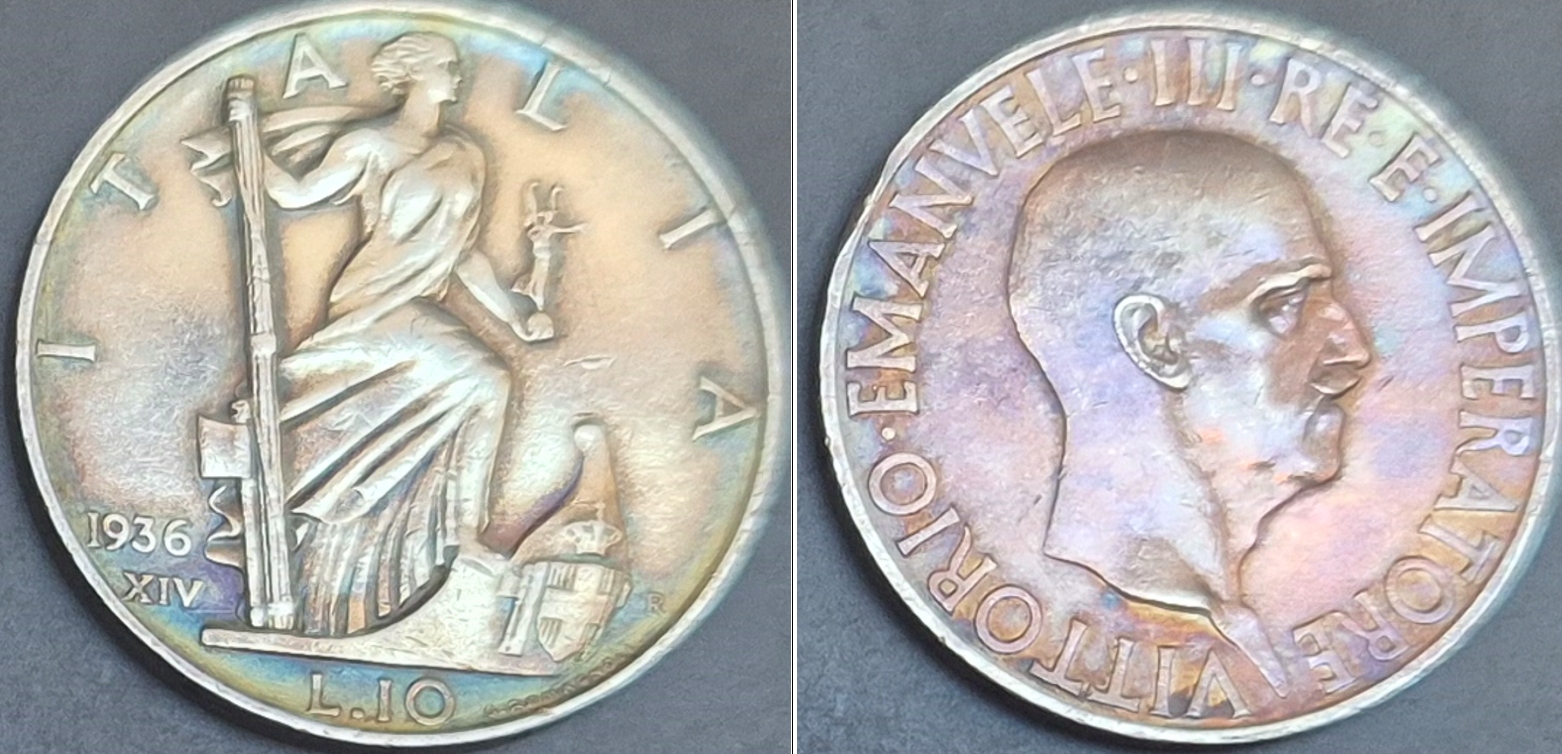 ITALIA
1936
XIV
R
L.10
VITTORIO·EMANVELE·III·RE·E·IMPERATORE